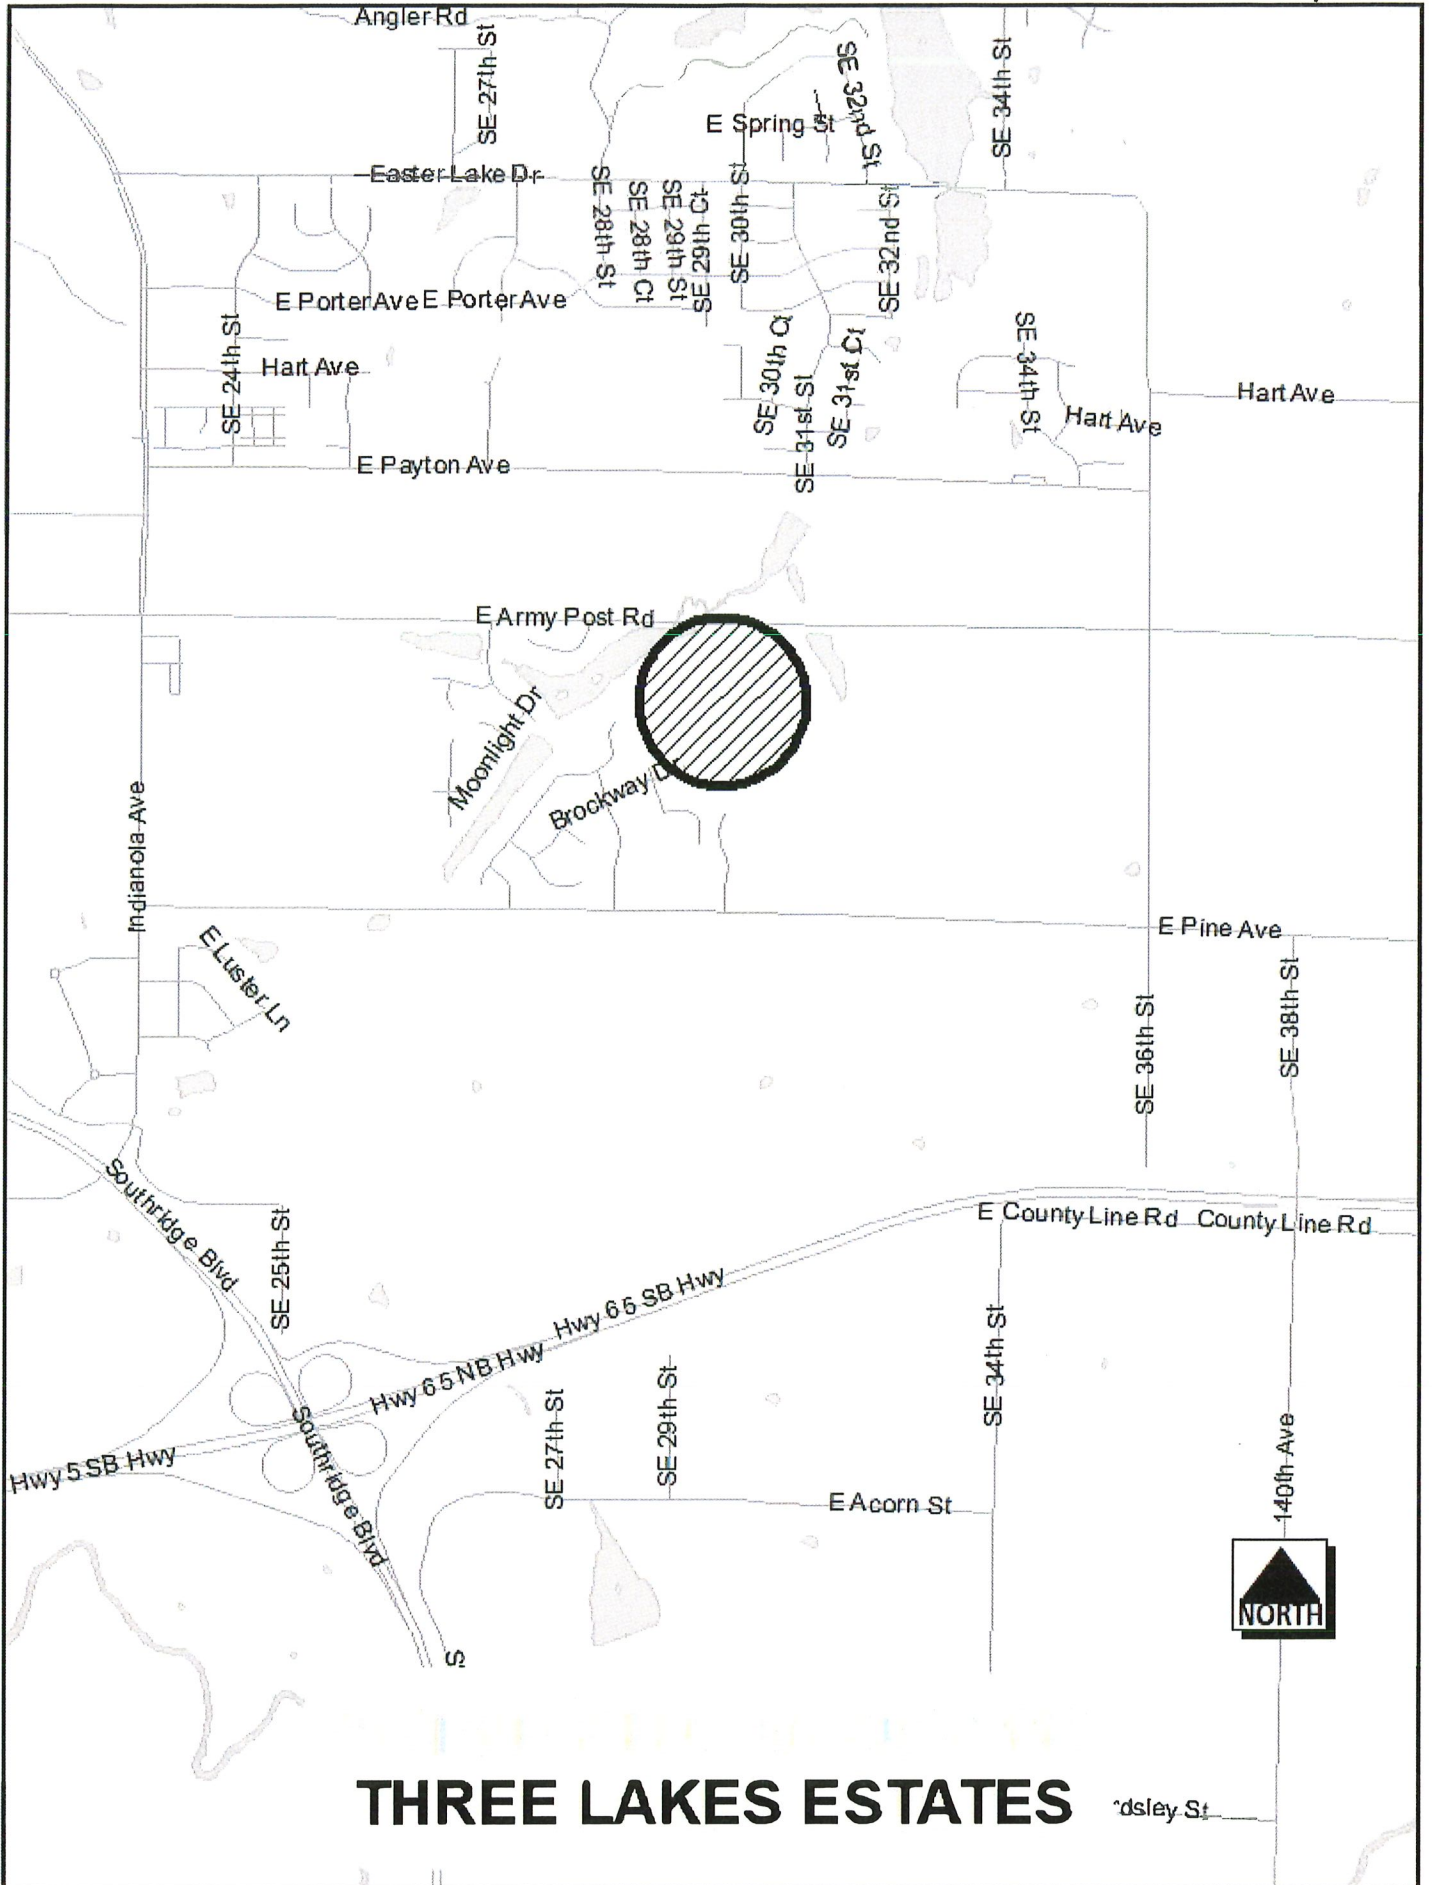 Angler Rd
SE 27th St
SE 32nd St
SE 34th St
E Spring St
Easter Lake Dr
SE 28th St
SE 28th Ct
SE 29th St
SE 29th Ct
SE 30th St
SE 32nd St
E Porter Ave
E Porter Ave
SE 24th St
Hart Ave
SE 30th Ct
SE 31st St
SE 31st Ct
SE 34th St
Hart Ave
Hart Ave
E Payton Ave
E Army Post Rd
Moonlight Dr
Brockway
Indianola Ave
E Pine Ave
E Luster Ln
SE 36th St
SE 38th St
Southridge Blvd
SE 25th St
E County Line Rd
County Line Rd
Hwy 65 SB Hwy
Hwy 65 NB Hwy
SE 34th St
SE 29th St
SE 27th St
Southridge Blvd
Hwy 5 SB Hwy
E Acorn St
140th Ave
NORTH
S
THREE LAKES ESTATES
dsley St